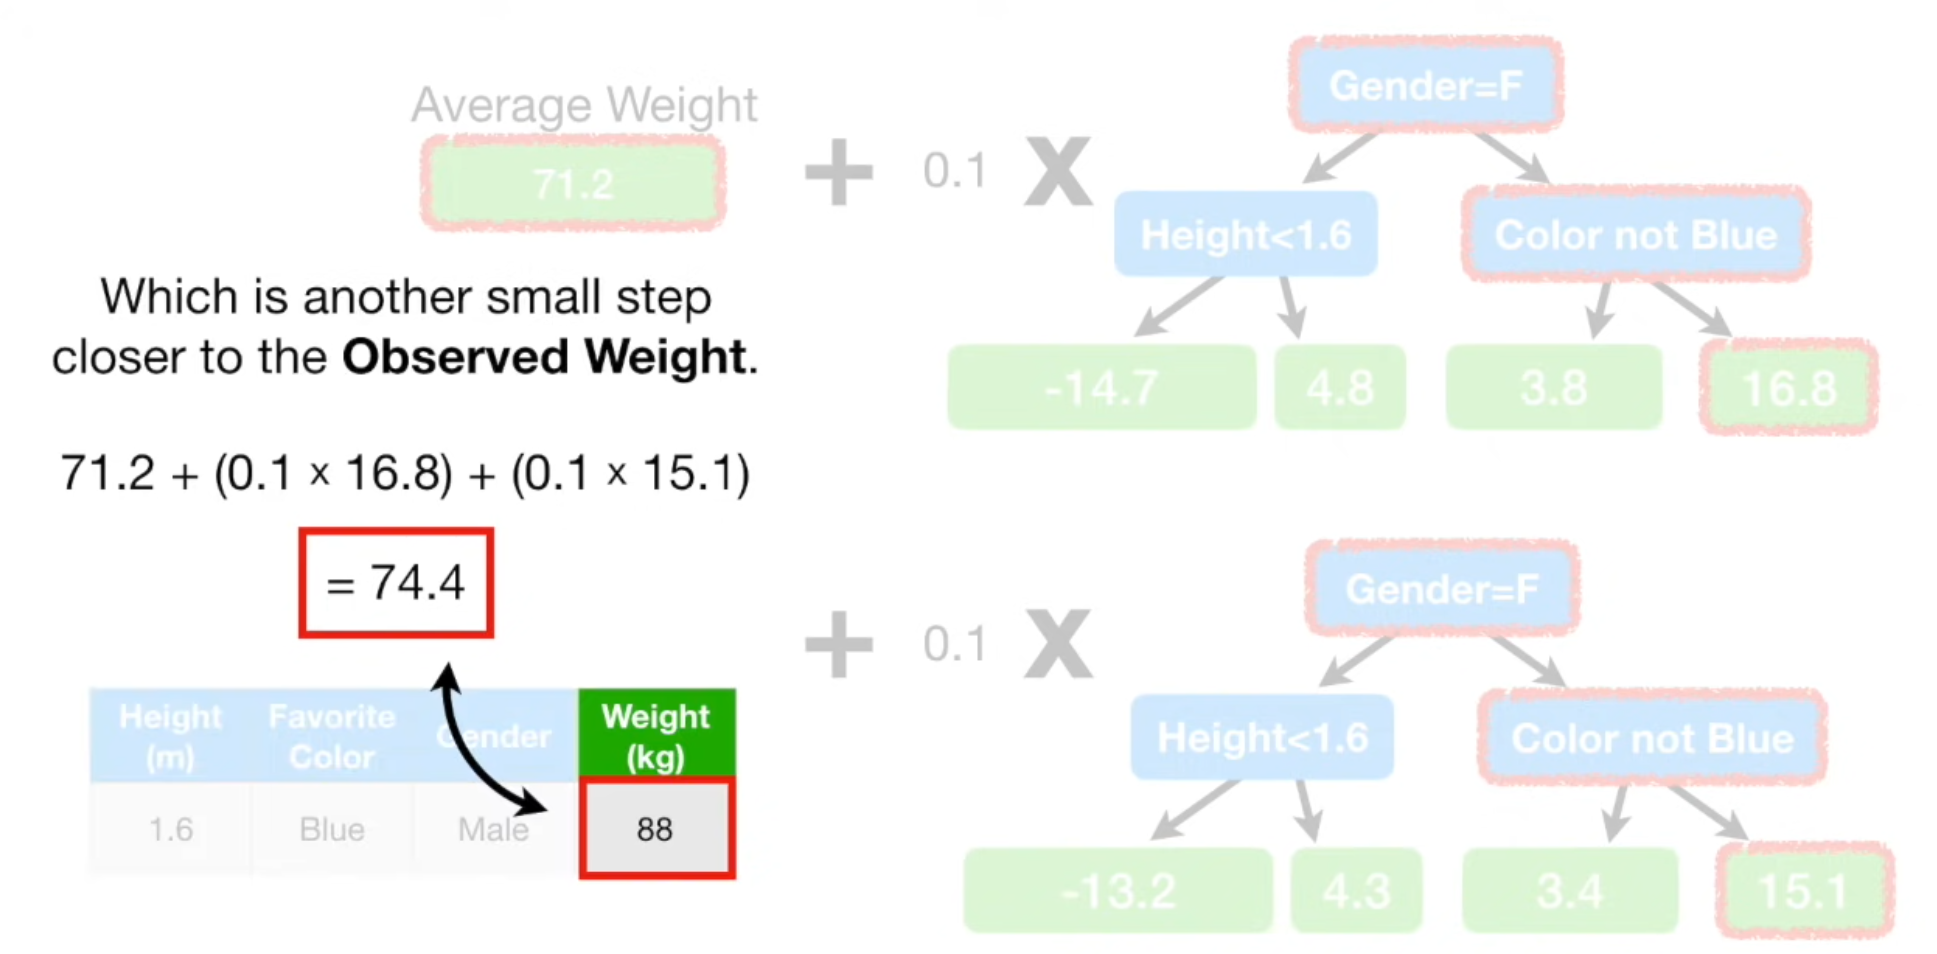 Average Weight
71.2
+ 0.1 X
Gender=F
Height<1.6
Color not Blue
-14.7
4.8
3.8
16.8
Which is another small step
closer to the Observed Weight.
71.2 + (0.1 × 16.8) + (0.1 × 15.1)
= 74.4
+ 0.1 X
Gender=F
Height<1.6
Color not Blue
-13.2
4.3
3.4
15.1
Height (m)
Favorite Color
Gender
Weight (kg)
1.6
Blue
Male
88